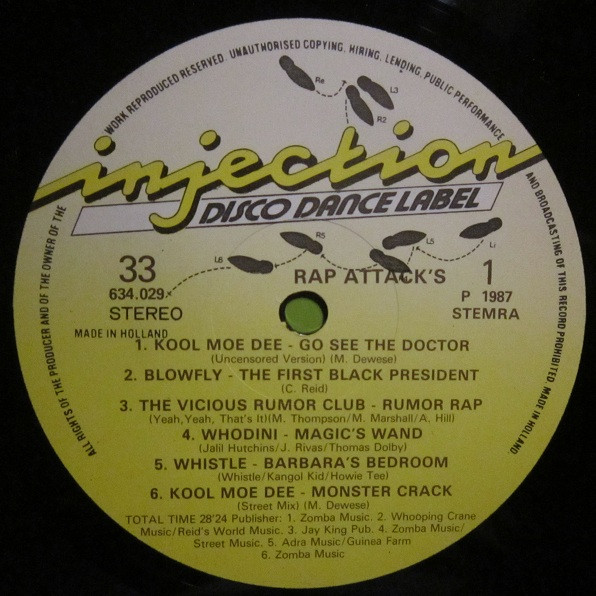 WORK REPRODUCED RESERVED. UNAUTHORISED COPYING, HIRING, LENDING, PUBLIC PERFORMANCE
AND BROADCASTING OF THIS RECORD PROHIBITED. MADE IN HOLLAND.
ALL RIGHTS OF THE PRODUCER AND OF THE OWNER OF THE
Re
L3
R2
injection
DISCO DANCE LABEL
L6
R5
L5
Li
33
634.029
STEREO
MADE IN HOLLAND
RAP ATTACK'S
1
P 1987
STEMRA
1. KOOL MOE DEE - GO SEE THE DOCTOR
(Uncensored Version) (M. Dewese)
2. BLOWFLY - THE FIRST BLACK PRESIDENT
(C. Reid)
3. THE VICIOUS RUMOR CLUB - RUMOR RAP
(Yeah, Yeah, That's It)(M. Thompson/M. Marshall/A. Hill)
4. WHODINI - MAGIC'S WAND
(Jalil Hutchins/J. Rivas/Thomas Dolby)
5. WHISTLE - BARBARA'S BEDROOM
(Whistle/Kangol Kid/Howie Tee)
6. KOOL MOE DEE - MONSTER CRACK
(Street Mix) (M. Dewese)
TOTAL TIME 28'24 Publisher: 1. Zomba Music. 2. Whooping Crane
Music/Reid's World Music. 3. Jay King Pub. 4. Zomba Music/
Street Music. 5. Adra Music/Guinea Farm
6. Zomba Music